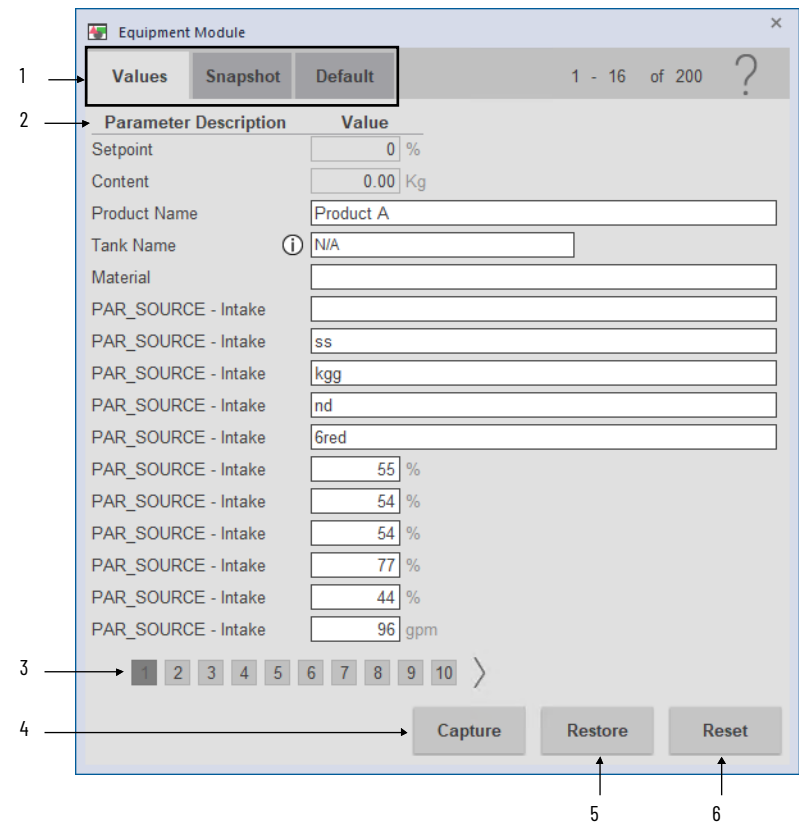 Equipment Module ×
1 Values Snapshot Default 1 - 16 of 200 ?
2 Parameter Description Value
Setpoint 0 %
Content 0.00 Kg
Product Name Product A
Tank Name i N/A
Material
PAR_SOURCE - Intake
PAR_SOURCE - Intake ss
PAR_SOURCE - Intake kgg
PAR_SOURCE - Intake nd
PAR_SOURCE - Intake 6red
PAR_SOURCE - Intake 55 %
PAR_SOURCE - Intake 54 %
PAR_SOURCE - Intake 54 %
PAR_SOURCE - Intake 77 %
PAR_SOURCE - Intake 44 %
PAR_SOURCE - Intake 96 gpm
3 1 2 3 4 5 6 7 8 9 10
4 Capture Restore Reset
5 6